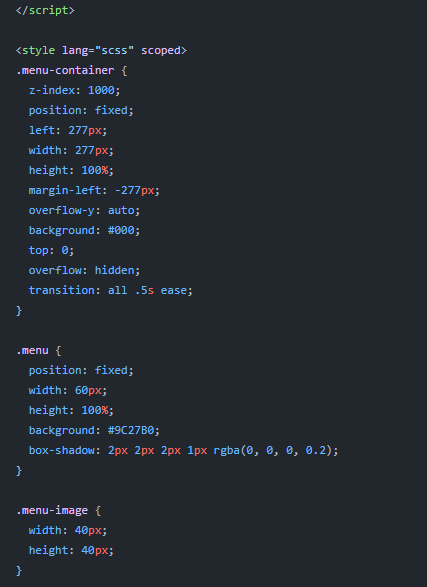 </script>
<style lang="scss" scoped>
.menu-container {
z-index: 1000;
position: fixed;
left: 277px;
width: 277px;
height: 100%;
margin-left: -277px;
overflow-y: auto;
background: #000;
top: 0;
overflow: hidden;
transition: all .5s ease;
}
.menu {
position: fixed;
width: 60px;
height: 100%;
background: #9C27B0;
box-shadow: 2px 2px 2px 1px rgba(0, 0, 0, 0.2);
}
.menu-image {
width: 40px;
height: 40px;
}